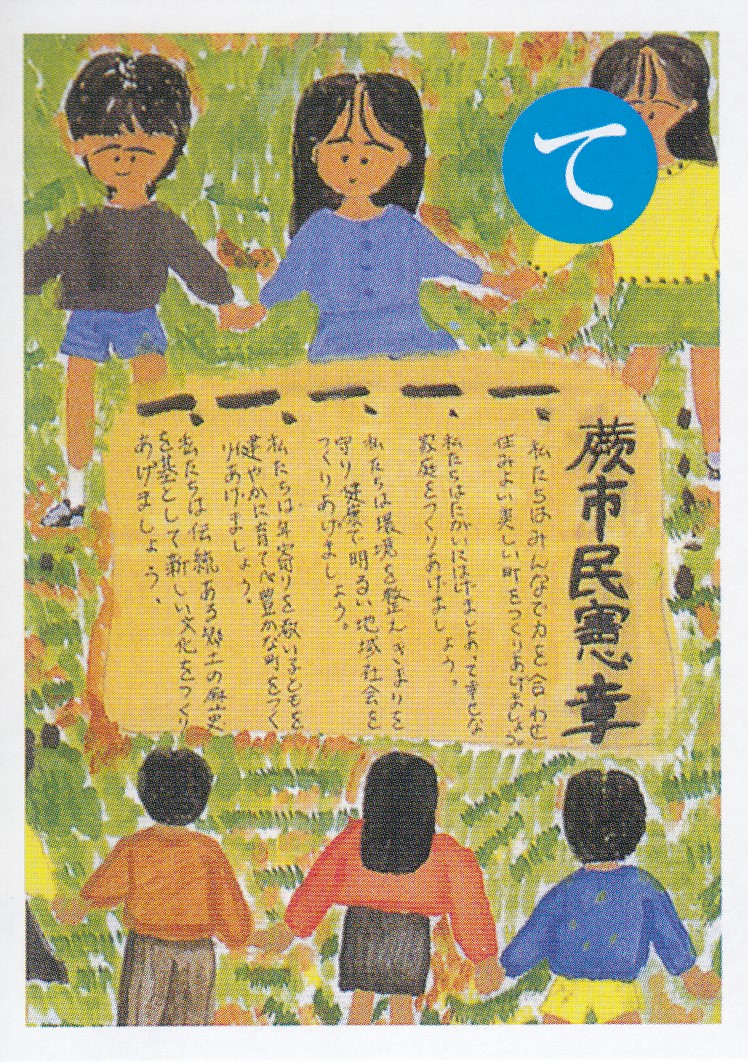 て
蕨市民憲章
一、私たちはみんなで力を合わせ
住みよい美しい町をつくりあげましょう。
一、私たちはたがいにはげましあって幸せな
家庭をつくりあげましょう。
一、私たちは環境を整えきまりを
守り健康で明るい地域社会を
つくりあげましょう。
一、私たちは年寄りを敬い子どもを
健やかに育て心豊かな町をつく
りあげましょう。
一、私たちは伝統ある郷土の歴史
を基として新しい文化をつくり
あげましょう、